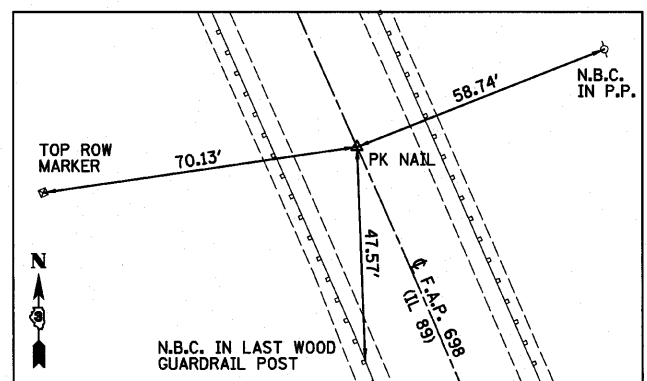 58.74'
N.B.C.
IN P.P.
TOP ROW
MARKER
70.13'
PK NAIL
47.57'
℄ F.A.P. 698
(IL 89)
N
3
N.B.C. IN LAST WOOD
GUARDRAIL POST